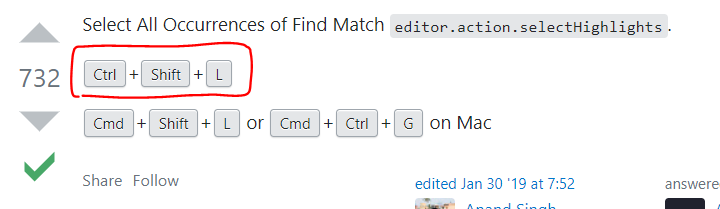 Select All Occurrences of Find Match editor.action.selectHighlights.
732
Ctrl + Shift + L
Cmd + Shift + L or Cmd + Ctrl + G on Mac
Share Follow
edited Jan 30 '19 at 7:52
answere
Anand Singh